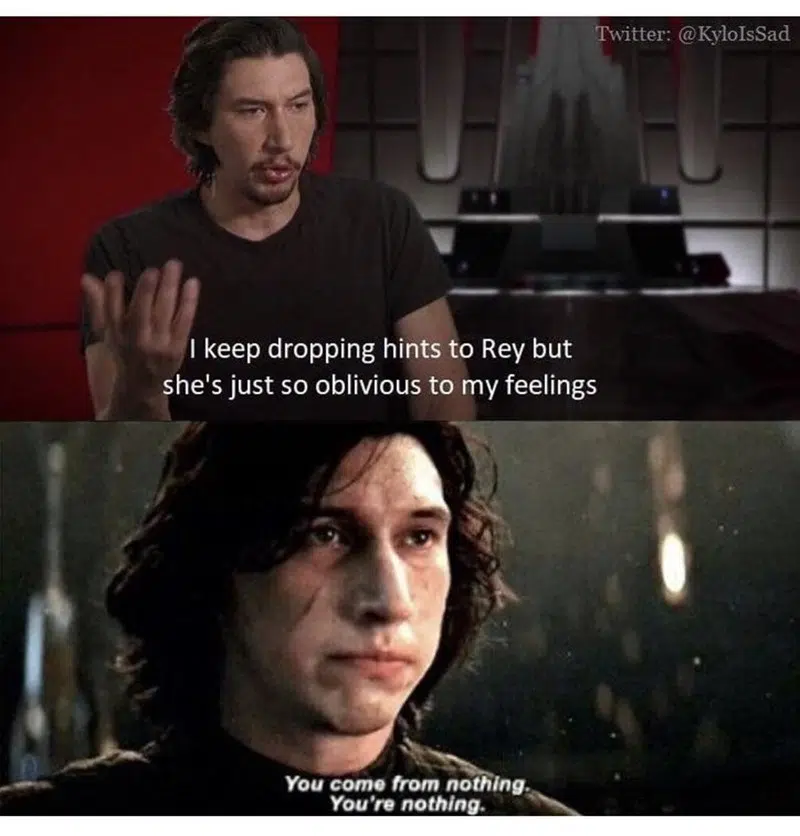 Twitter: @KyloIsSad
I keep dropping hints to Rey but
she's just so oblivious to my feelings
You come from nothing.
You're nothing.